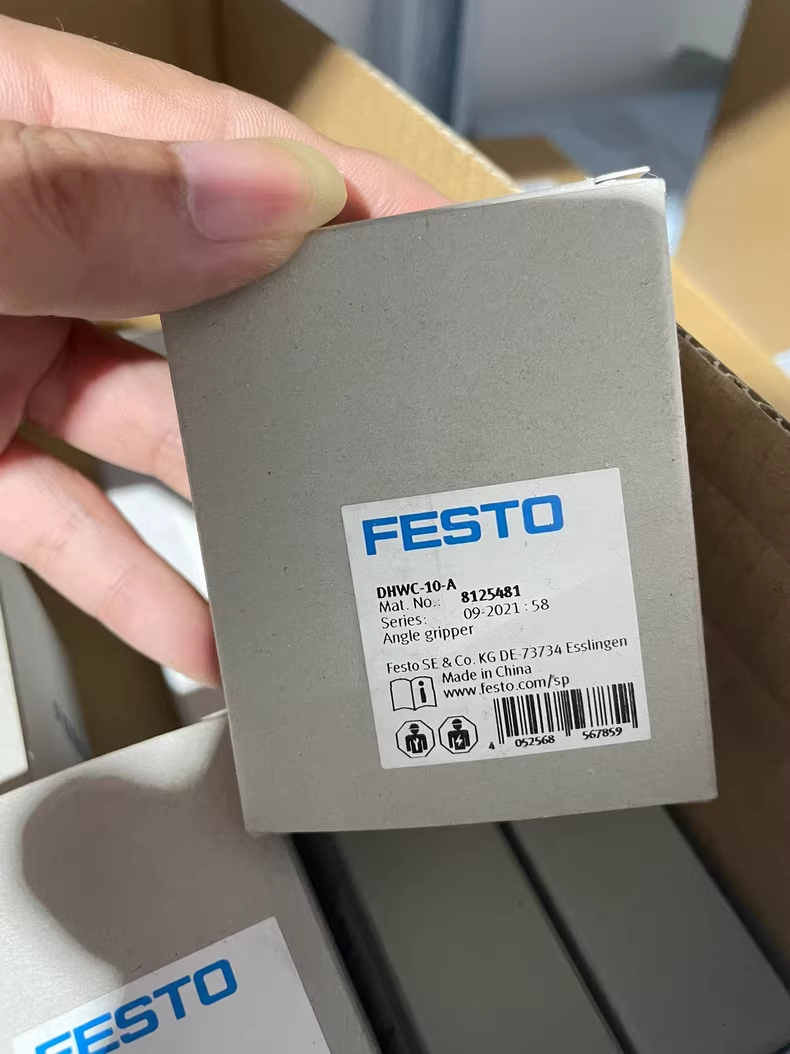 FESTO
DHWC-10-A
Mat. No.: 8125481
Series: 09-2021 : 58
Angle gripper
Festo SE & Co. KG DE-73734 Esslingen
Made in China
www.festo.com/sp
4 052568 567859
FESTO